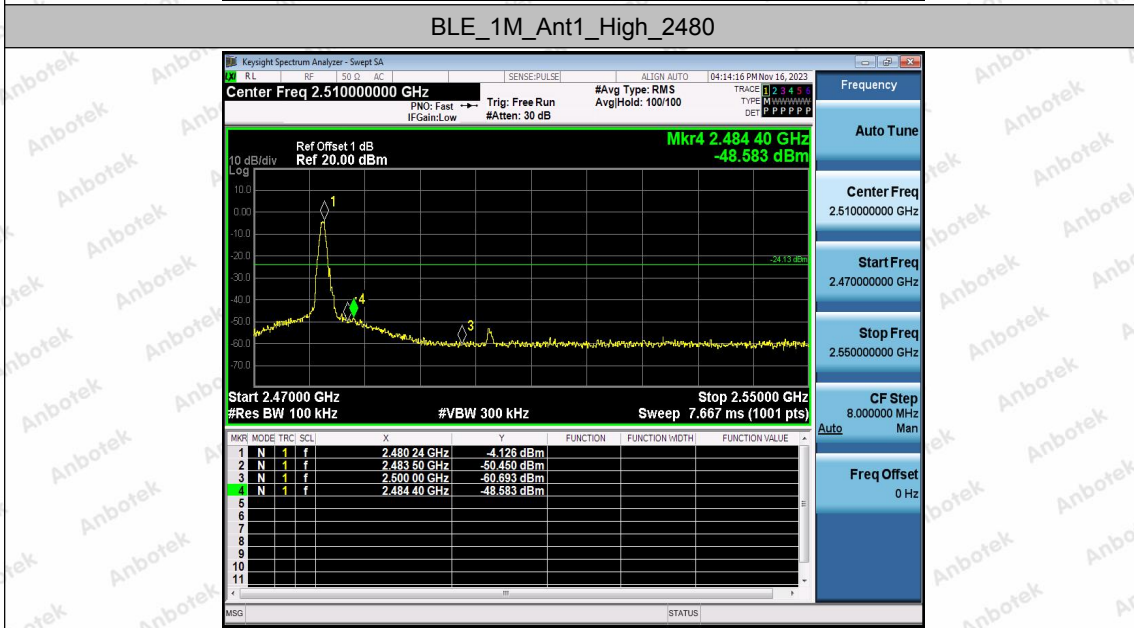 BLE_1M_Ant1_High_2480
Keysight Spectrum Analyzer - Swept SA
LXI RL RF 50 Ω AC SENSE:PULSE ALIGN AUTO 04:14:16 PM Nov 16, 2023
Center Freq 2.510000000 GHz
PNO: Fast
IFGain:Low
Trig: Free Run
#Atten: 30 dB
#Avg Type: RMS
Avg|Hold: 100/100
TRACE 1 2 3 4 5 6
TYPE M W W W W W
DET P P P P P P
Ref Offset 1 dB
Ref 20.00 dBm
10 dB/div
Log
Mkr4 2.484 40 GHz
-48.583 dBm
10.0
0.00
-10.0
-20.0
-30.0
-40.0
-50.0
-60.0
-70.0
1
4
3
-24.13 dBm
Start 2.47000 GHz
Stop 2.55000 GHz
#Res BW 100 kHz
#VBW 300 kHz
Sweep 7.667 ms (1001 pts)
MKR MODE TRC SCL X Y FUNCTION FUNCTION WIDTH FUNCTION VALUE
1 N 1 f 2.480 24 GHz -4.126 dBm
2 N 1 f 2.483 50 GHz -50.450 dBm
3 N 1 f 2.500 00 GHz -60.693 dBm
4 N 1 f 2.484 40 GHz -48.583 dBm
5
6
7
8
9
10
11
MSG
STATUS
Frequency
Auto Tune
Center Freq
2.510000000 GHz
Start Freq
2.470000000 GHz
Stop Freq
2.550000000 GHz
CF Step
8.000000 MHz
Auto Man
Freq Offset
0 Hz
Anbotek